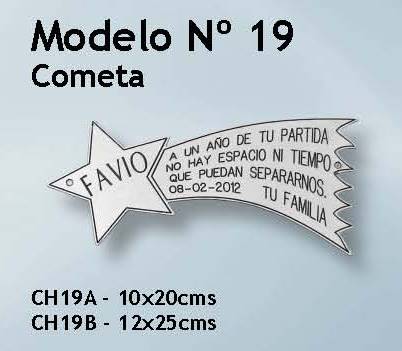 Modelo Nº 19
Cometa
FAVIO
A UN AÑO DE TU PARTIDA
NO HAY ESPACIO NI TIEMPO
QUE PUEDAN SEPARARNOS.
08-02-2012 TU FAMILIA
CH19A - 10x20cms
CH19B - 12x25cms